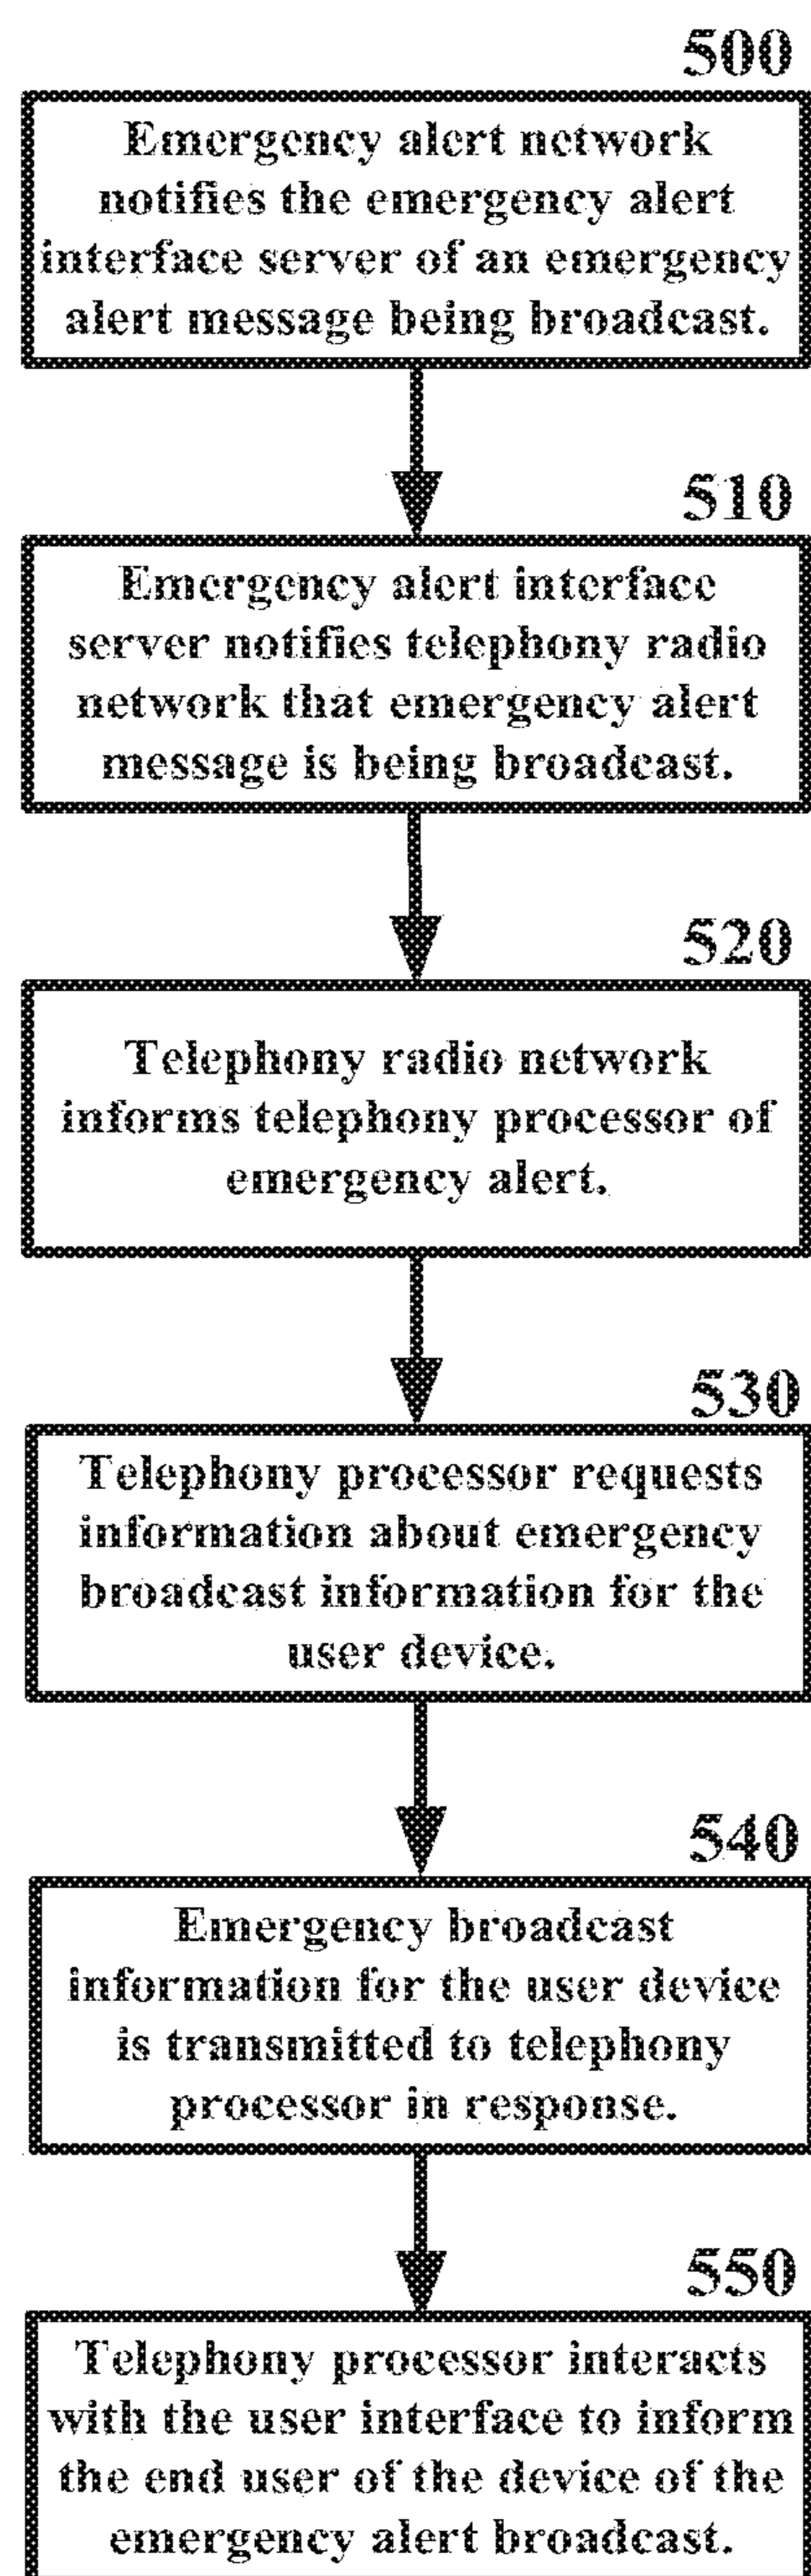 500
Emergency alert network
notifies the emergency alert
interface server of an emergency
alert message being broadcast.
510
Emergency alert interface
server notifies telephony radio
network that emergency alert
message is being broadcast.
520
Telephony radio network
informs telephony processor of
emergency alert.
530
Telephony processor requests
information about emergency
broadcast information for the
user device.
540
Emergency broadcast
information for the user device
is transmitted to telephony
processor in response.
550
Telephony processor interacts
with the user interface to inform
the end user of the device of the
emergency alert broadcast.